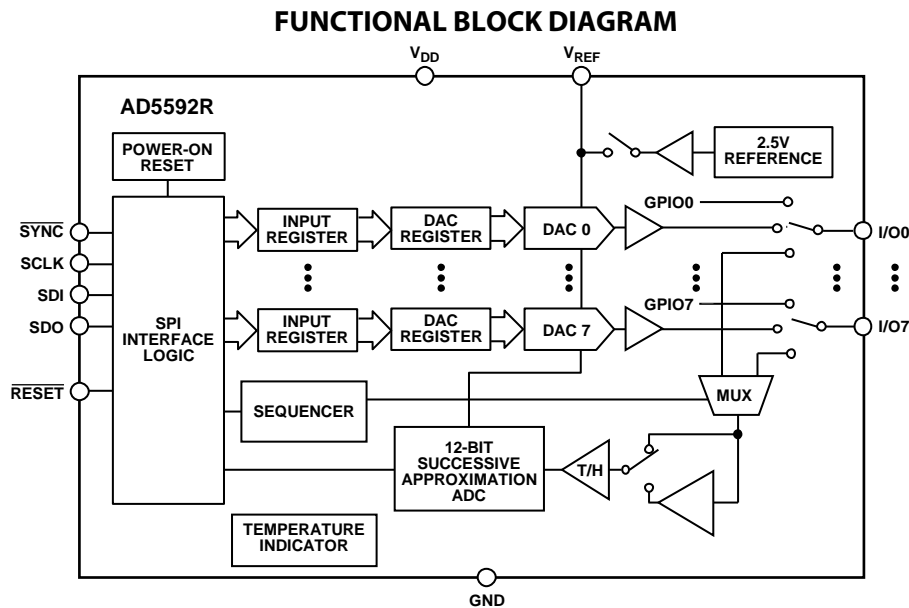 FUNCTIONAL BLOCK DIAGRAM
VDD
VREF
AD5592R
POWER-ON
RESET
2.5V
REFERENCE
SYNC
SCLK
SDI
SDO
RESET
SPI
INTERFACE
LOGIC
INPUT
REGISTER
DAC
REGISTER
DAC 0
GPIO0
I/O0
INPUT
REGISTER
DAC
REGISTER
DAC 7
GPIO7
I/O7
SEQUENCER
MUX
12-BIT
SUCCESSIVE
APPROXIMATION
ADC
T/H
TEMPERATURE
INDICATOR
GND